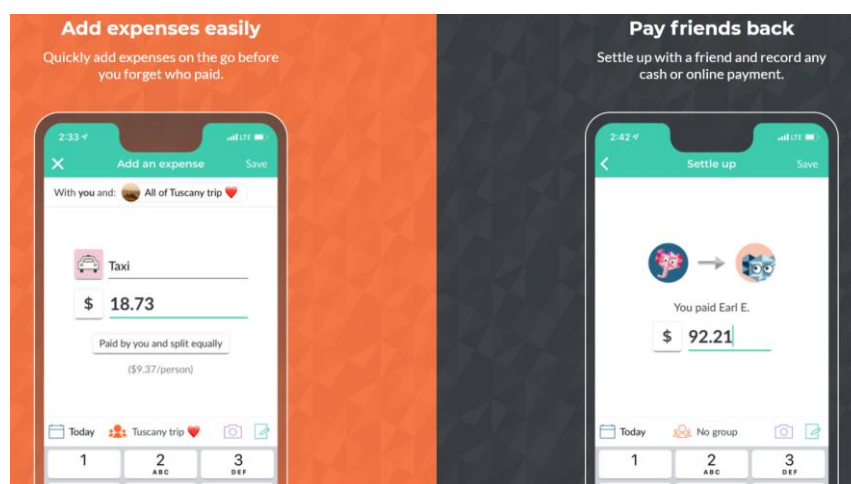 Add expenses easily
Quickly add expenses on the go before
you forget who paid.
2:33
LTE
Add an expense
Save
With you and: All of Tuscany trip
Taxi
$ 18.73
Paid by you and split equally
($9.37/person)
Today
Tuscany trip
1
2
ABC
3
DEF
Pay friends back
Settle up with a friend and record any
cash or online payment.
2:42
LTE
Settle up
Save
You paid Earl E.
$ 92.21
Today
No group
1
2
ABC
3
DEF